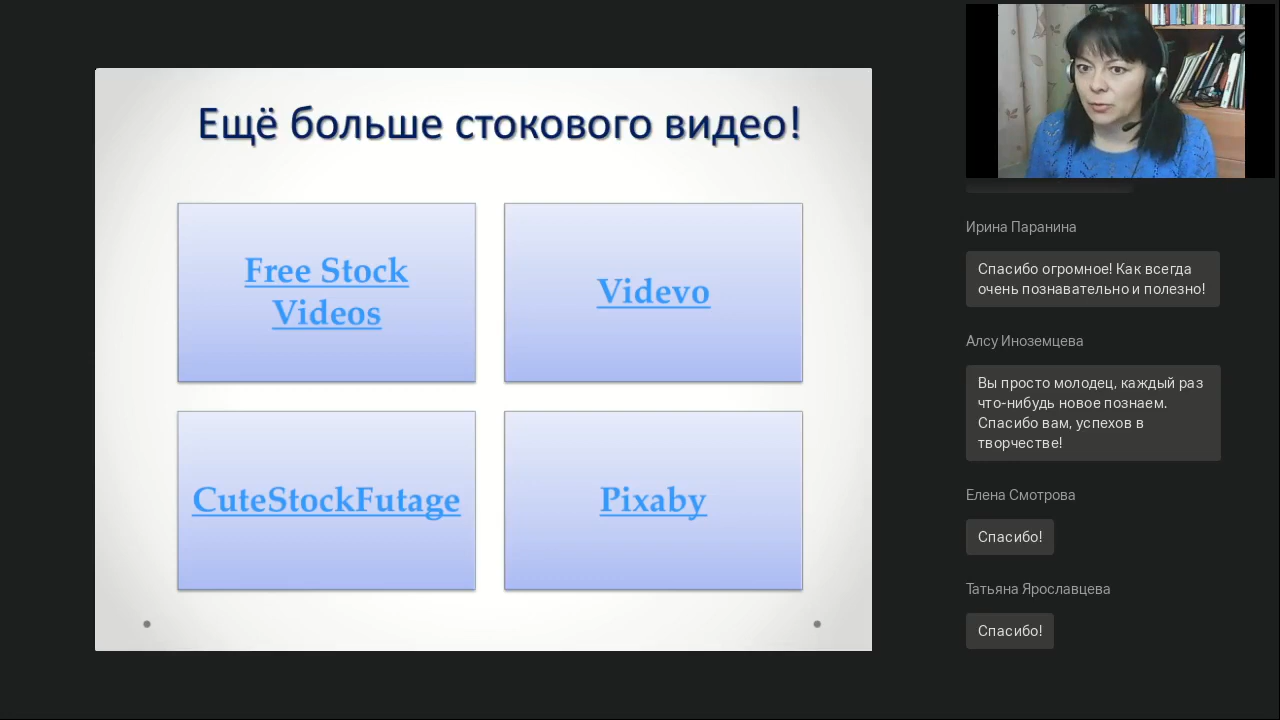 Ещё больше стокового видео!
Free Stock
Videos
Videvo
CuteStockFutage
Pixaby
Ирина Паранина
Спасибо огромное! Как всегда
очень познавательно и полезно!
Алсу Иноземцева
Вы просто молодец, каждый раз
что-нибудь новое познаем.
Спасибо вам, успехов в
творчестве!
Елена Смотрова
Спасибо!
Татьяна Ярославцева
Спасибо!